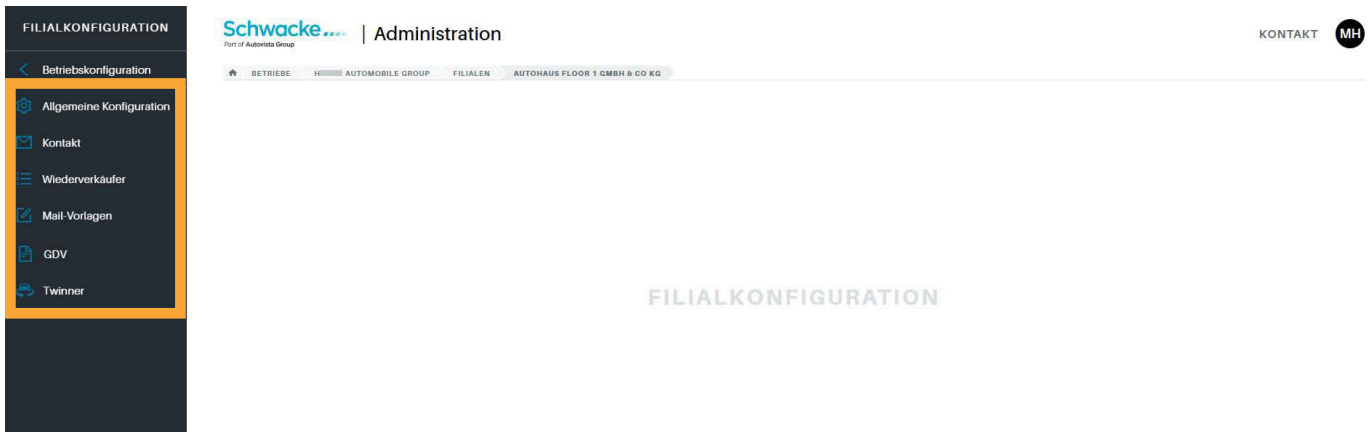 FILIALKONFIGURATION
Betriebskonfiguration
Allgemeine Konfiguration
Kontakt
Wiederverkäufer
Mail-Vorlagen
GDV
Twinner
Schwacke....
Part of Autovista Group
| Administration
KONTAKT
MH
BETRIEBE H AUTOMOBILE GROUP FILIALEN AUTOHAUS FLOOR 1 GMBH & CO KG
FILIALKONFIGURATION